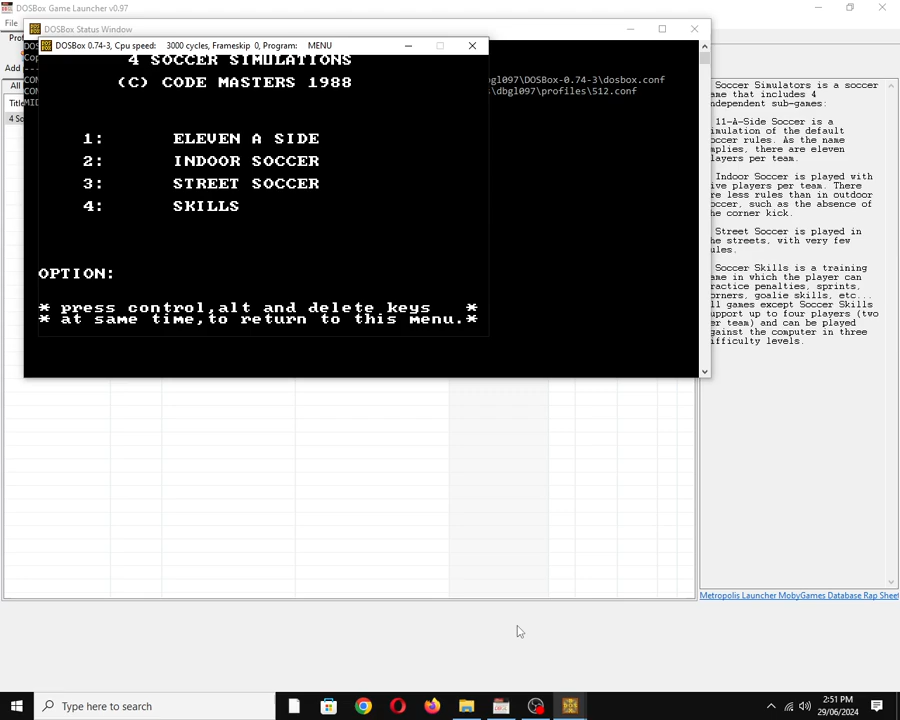 DOSBox Game Launcher v0.97
File
DOSBox Status Window
DOSBox 0.74-3, Cpu speed: 3000 cycles, Frameskip 0, Program: MENU
4 SOCCER SIMULATIONS
(C) CODE MASTERS 1988
1: ELEVEN A SIDE
2: INDOOR SOCCER
3: STREET SOCCER
4: SKILLS
OPTION:
* press control,alt and delete keys *
* at same time,to return to this menu.*
bgl097\DOSBox-0.74-3\dosbox.conf
\dbgl097\profiles\512.conf
Add
All
Title
4 So
Soccer Simulators is a soccer
ame that includes 4
ndependent sub-games:
11-A-Side Soccer is a
imulation of the default
occer rules. As the name
mplies, there are eleven
layers per team.
Indoor Soccer is played with
ive players per team. There
re less rules than in outdoor
occer, such as the absence of
he corner kick.
Street Soccer is played in
he streets, with very few
ules.
Soccer Skills is a training
ame in which the player can
ractice penalties, sprints,
orners, goalie skills, etc...
ll games except Soccer Skills
upport up to four players (two
er team) and can be played
gainst the computer in three
ifficulty levels.
Metropolis Launcher MobyGames Database Rap Sheet
Type here to search
2:51 PM
29/06/2024